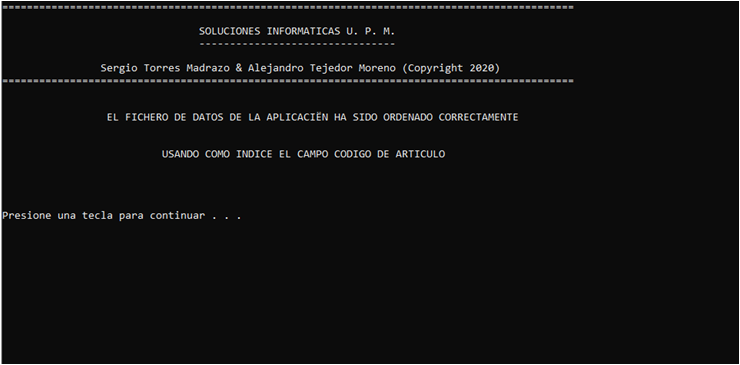 =============================================================================================
SOLUCIONES INFORMATICAS U. P. M.
--------------------------------
Sergio Torres Madrazo & Alejandro Tejedor Moreno (Copyright 2020)
=============================================================================================
EL FICHERO DE DATOS DE LA APLICACIËN HA SIDO ORDENADO CORRECTAMENTE
USANDO COMO INDICE EL CAMPO CODIGO DE ARTICULO
Presione una tecla para continuar . . .